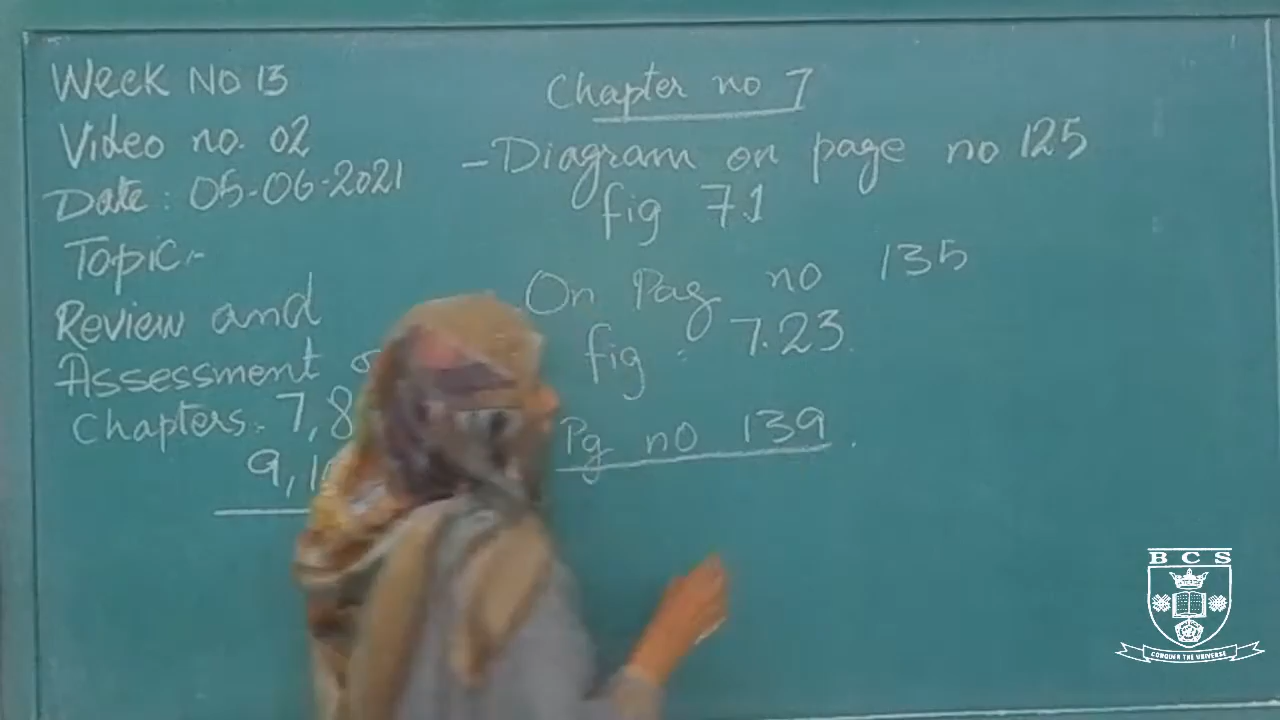 Week No 13
Video no. 02
Date: 05-06-2021
Topic:-
Review and
Assessment
Chapters: 7,8
9,10
Chapter no 7
- Diagram on page no 125
fig 7.1
On Pag no 135
fig : 7.23.
Pg no 139.
B C S
CONQUER THE UNIVERSE